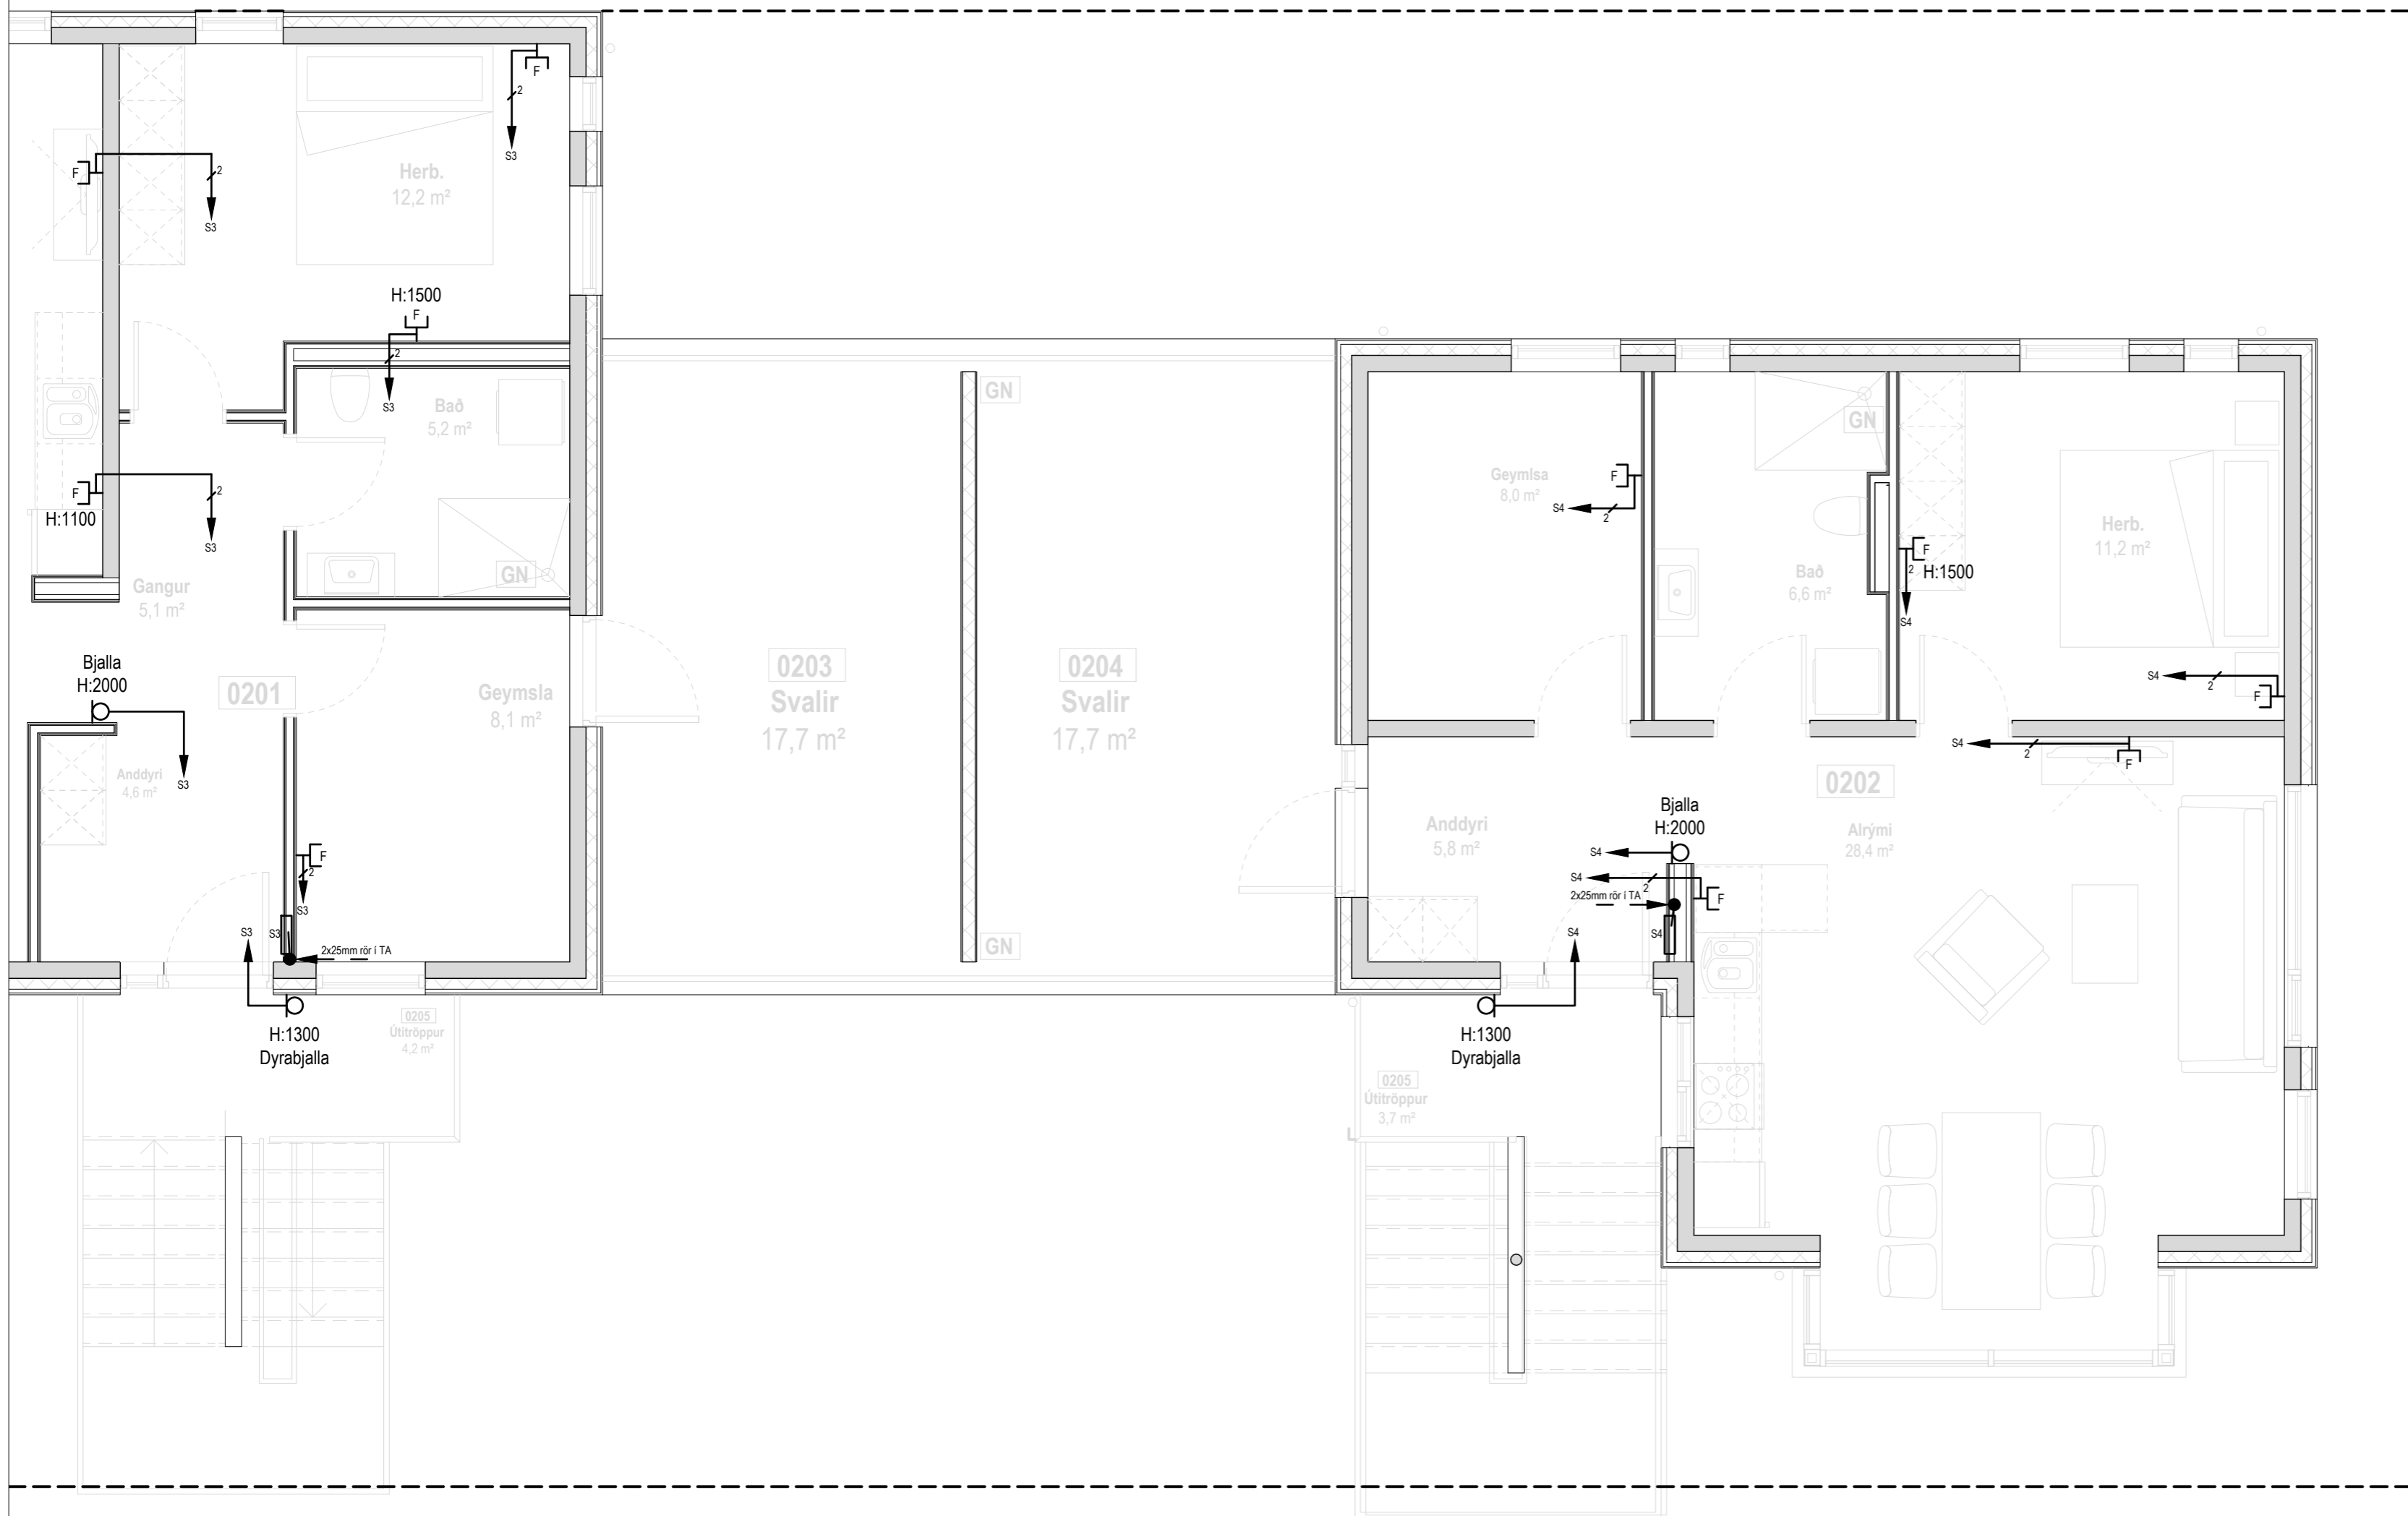 F
2
S3
Herb.
12,2 m²
F
2
S3
H:1500
F
2
S3
Bað
5,2 m²
GN
F
H:1100
2
S3
Gangur
5,1 m²
Bjalla
H:2000
S3
0201
Geymsla
8,1 m²
Anddyri
4,6 m²
F
2
S3
S3
S3
2x25mm rör í TA
H:1300
Dyrabjalla
0205
Útitröppur
4,2 m²
GN
0203
Svalir
17,7 m²
0204
Svalir
17,7 m²
GN
Geymlsa
8,0 m²
F
S4
2
GN
Bað
6,6 m²
F
2
H:1500
S4
Herb.
11,2 m²
S4
2
F
S4
2
F
0202
Alrými
28,4 m²
Anddyri
5,8 m²
Bjalla
H:2000
S4
S4
2
F
2x25mm rör í TA
S4
S4
H:1300
Dyrabjalla
0205
Útitröppur
3,7 m²
L